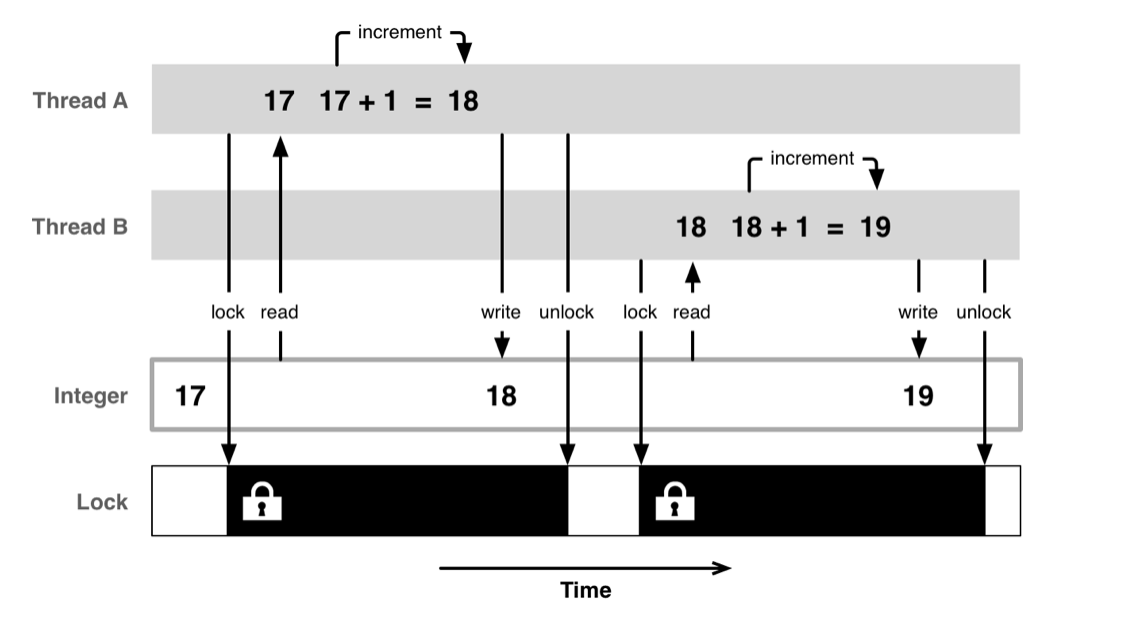 increment
Thread A
17 17 + 1 = 18
increment
Thread B
18 18 + 1 = 19
lock read write unlock lock read write unlock
Integer
17 18 19
Lock
Time